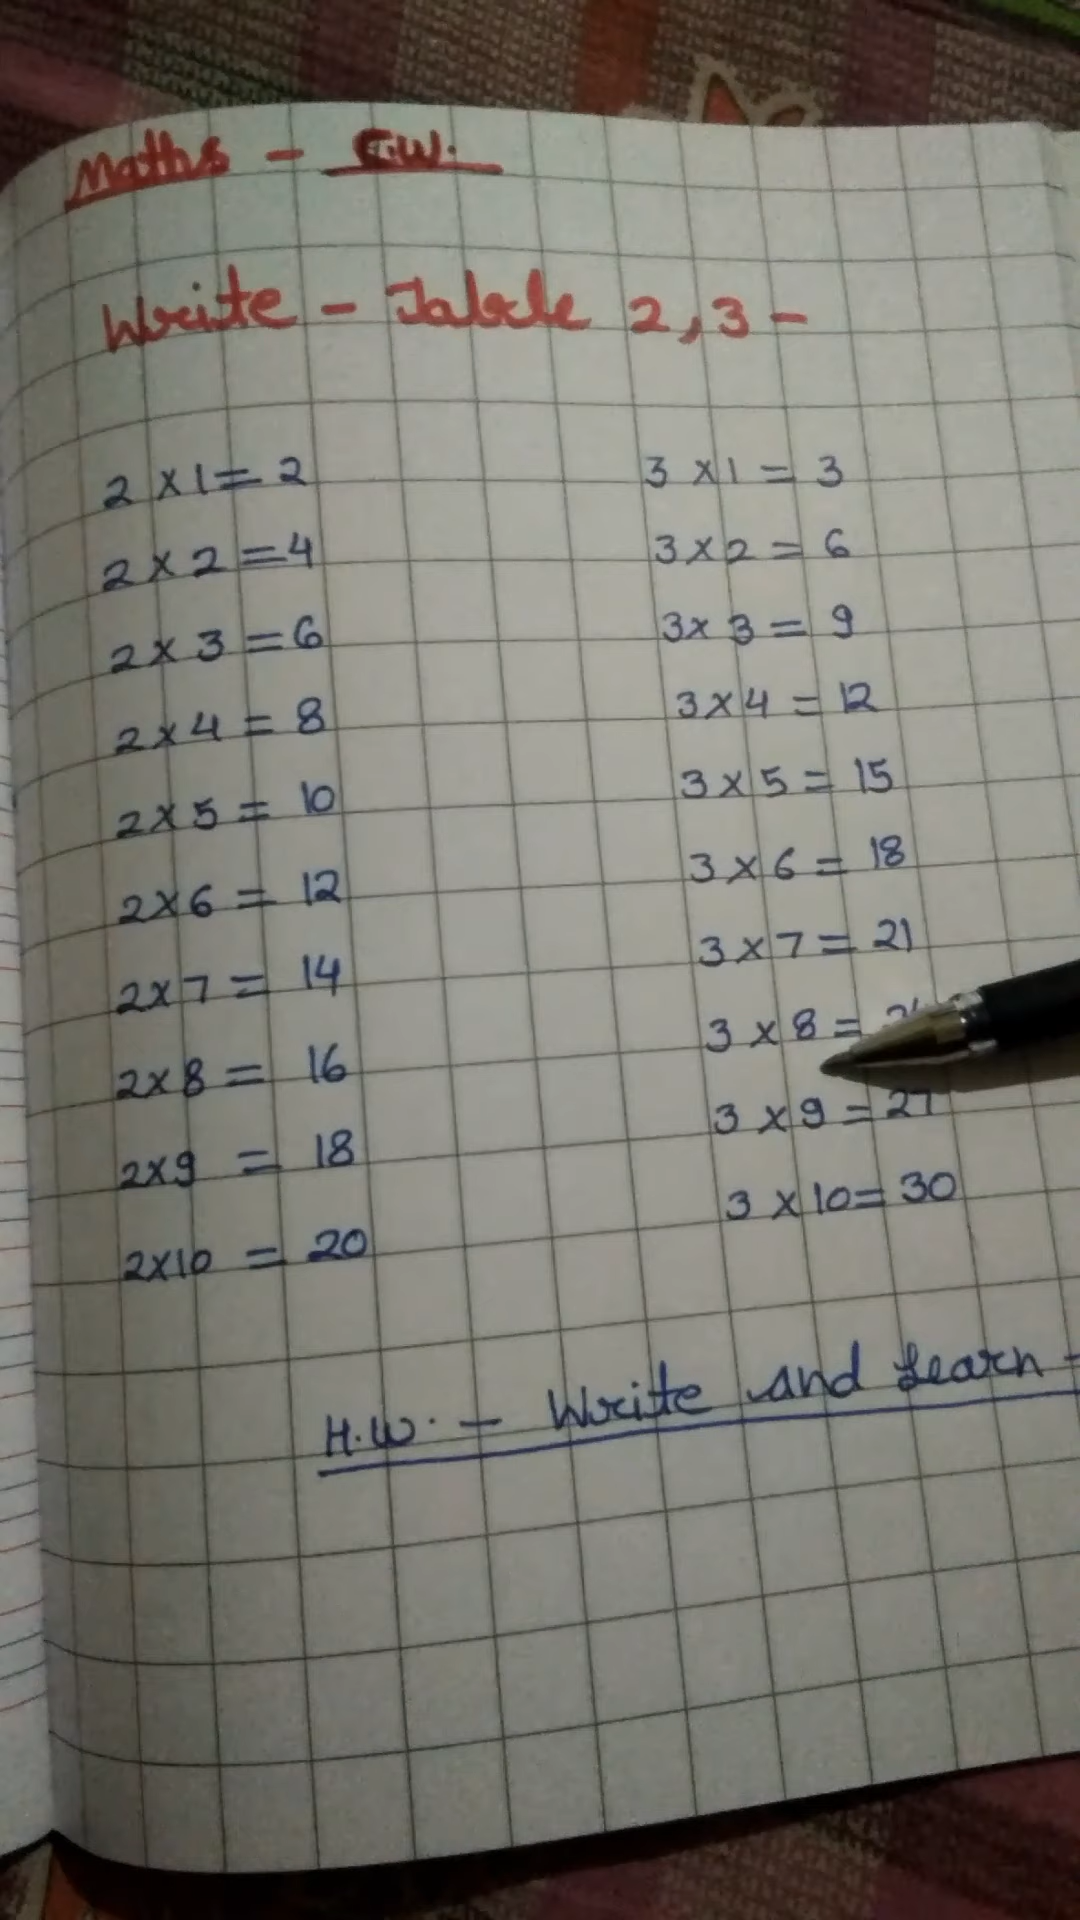 Maths - C.W.
Write - Table 2, 3 -
2 × 1 = 2
2 × 2 = 4
2 × 3 = 6
2 × 4 = 8
2 × 5 = 10
2 × 6 = 12
2 × 7 = 14
2 × 8 = 16
2 × 9 = 18
2 × 10 = 20
3 × 1 = 3
3 × 2 = 6
3 × 3 = 9
3 × 4 = 12
3 × 5 = 15
3 × 6 = 18
3 × 7 = 21
3 × 8 =
3 × 9 = 27
3 × 10 = 30
H.W. - Write and Learn -